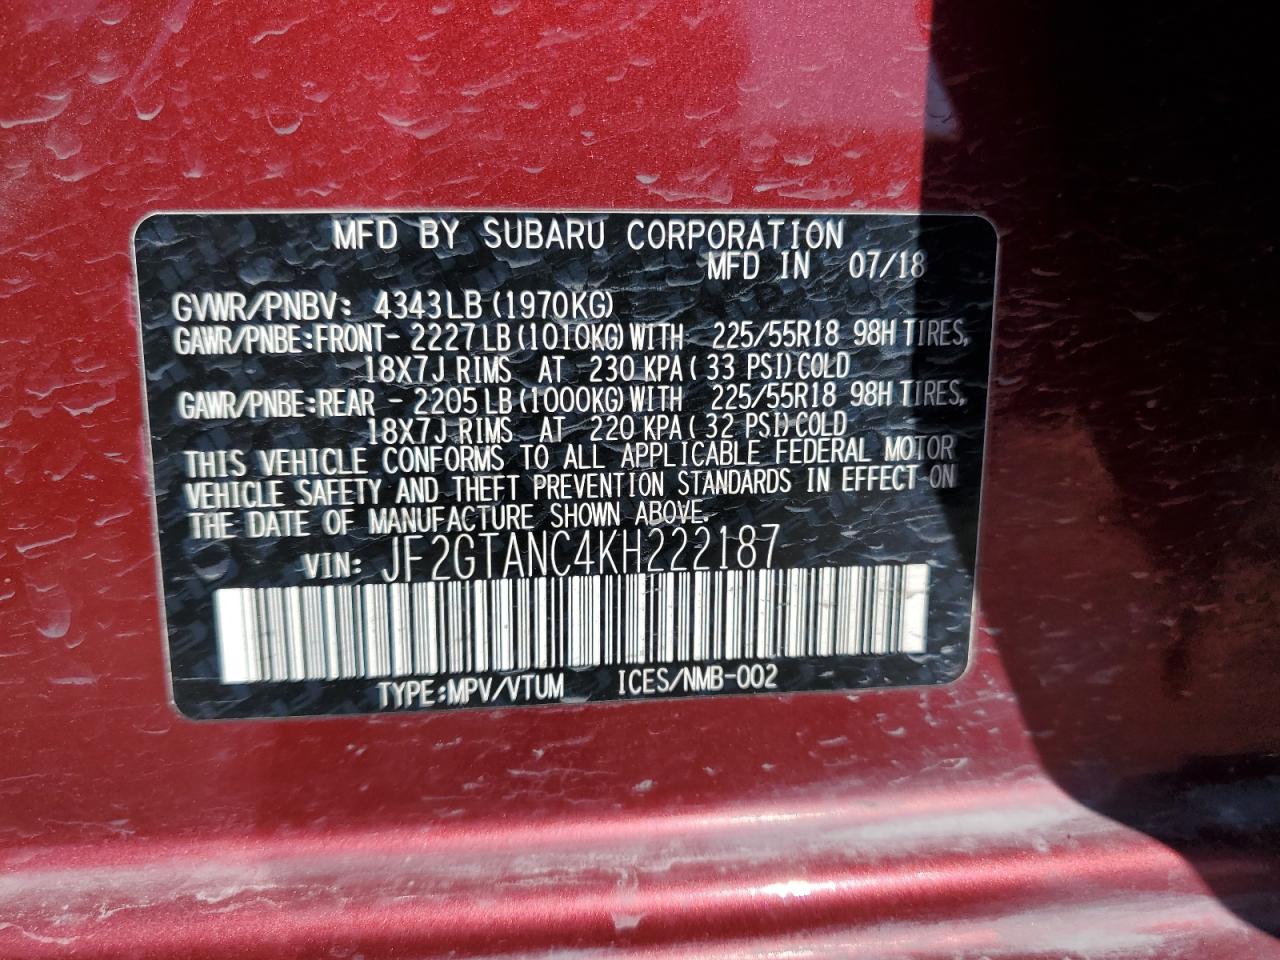 MFD BY SUBARU CORPORATION
MFD IN 07/18
GVWR/PNBV: 4343LB (1970KG)
GAWR/PNBE:FRONT- 2227LB (1010KG) WITH 225/55R18 98H TIRES,
18X7J RIMS AT 230 KPA( 33 PSI)COLD
GAWR/PNBE:REAR - 2205LB (1000KG) WITH 225/55R18 98H TIRES,
18X7J RIMS AT 220 KPA( 32 PSI)COLD
THIS VEHICLE CONFORMS TO ALL APPLICABLE FEDERAL MOTOR
VEHICLE SAFETY AND THEFT PREVENTION STANDARDS IN EFFECT ON
THE DATE OF MANUFACTURE SHOWN ABOVE.
VIN: JF2GTANC4KH222187
TYPE:MPV/VTUM ICES/NMB-002